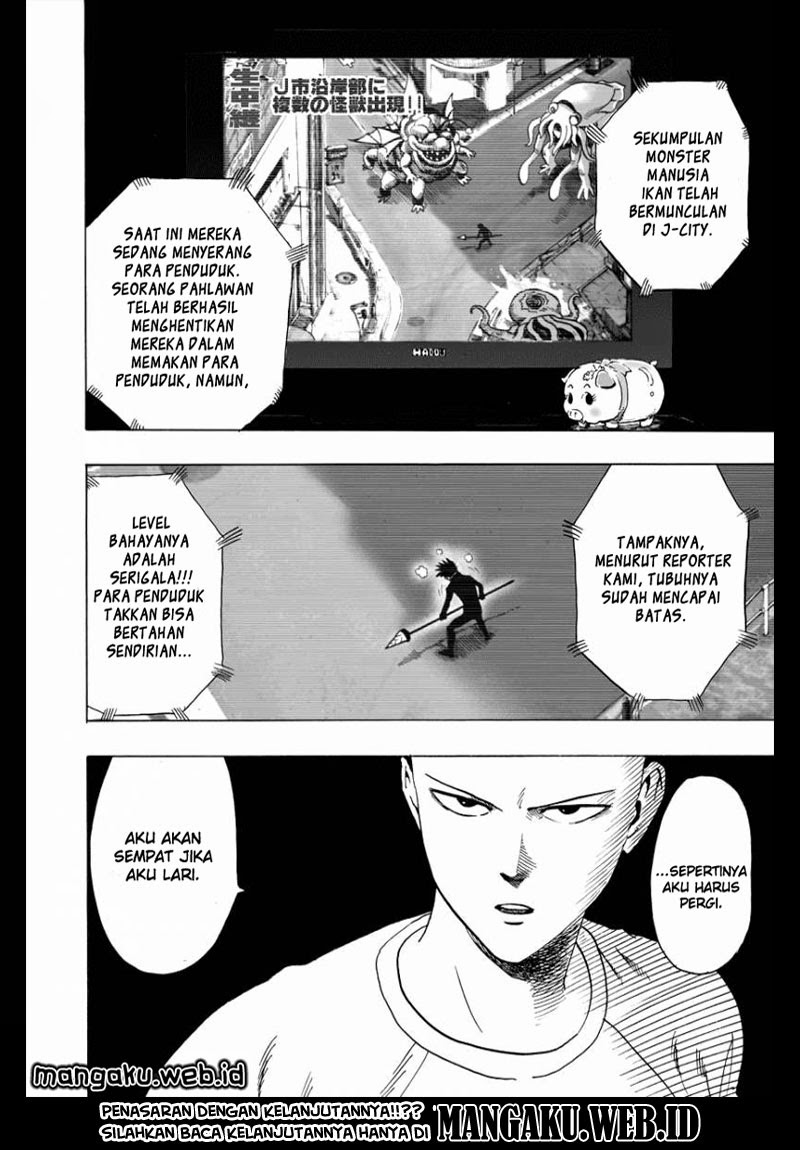 生中継
J市沿岸部に
複数の怪獣出現!!
SEKUMPULAN
MONSTER
MANUSIA
IKAN TELAH
BERMUNCULAN
DI J-CITY.
SAAT INI MEREKA
SEDANG MENYERANG
PARA PENDUDUK.
SEORANG PAHLAWAN
TELAH BERHASIL
MENGHENTIKAN
MEREKA DALAM
MEMAKAN PARA
PENDUDUK, NAMUN,
TAMPAKNYA,
MENURUT REPORTER
KAMI, TUBUHNYA
SUDAH MENCAPAI
BATAS.
LEVEL
BAHAYANYA
ADALAH
SERIGALA!!!
PARA PENDUDUK
TAKKAN BISA
BERTAHAN
SENDIRIAN...
...SEPERTINYA
AKU HARUS
PERGI.
AKU AKAN
SEMPAT JIKA
AKU LARI.
mangaku.web.id
PENASARAN DENGAN KELANJUTANNYA!!??
SILAHKAN BACA KELANJUTANNYA HANYA DI MANGAKU.WEB.ID